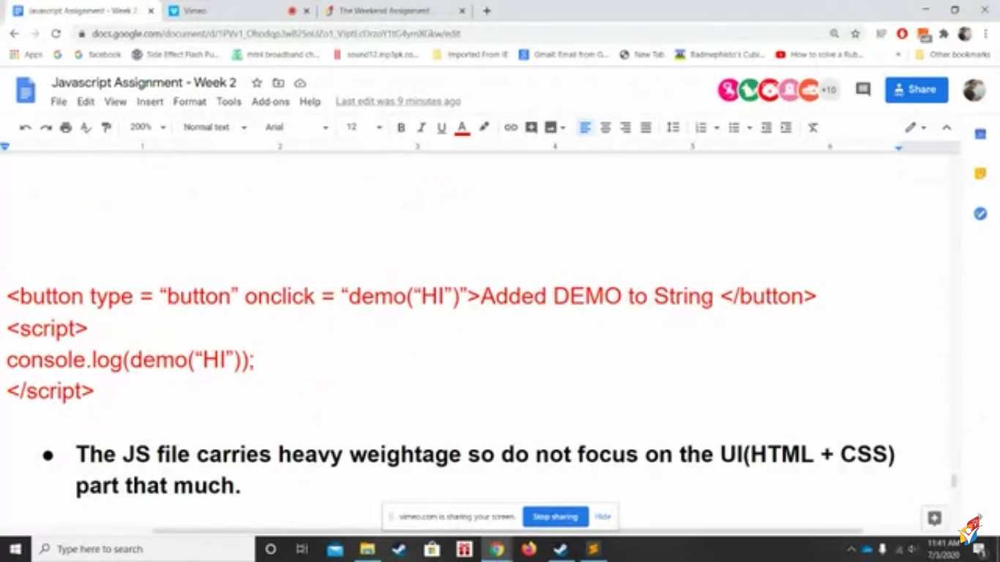 Javascript Assignment - Week 2
Vimeo
The Weekend Assignment
Apps
facebook
Side Effect Flash Pu...
mtnl broadband ch...
sound12.mp3pk.co...
Imported From IE
Gmail: Email from G...
New Tab
Badmephisto's Cubi...
How to solve a Rub...
Other bookmarks
Javascript Assignment - Week 2
File Edit View Insert Format Tools Add-ons Help Last edit was 9 minutes ago
+10
Share
200% Normal text Arial 12 B I U A
1 2 3 4 5 6
<button type = “button” onclick = “demo(“HI”)”>Added DEMO to String </button>
<script>
console.log(demo(“HI”));
</script>
● The JS file carries heavy weightage so do not focus on the UI(HTML + CSS)
part that much.
vimeo.com is sharing your screen. Stop sharing Hide
Type here to search
11:41 AM
7/3/2020